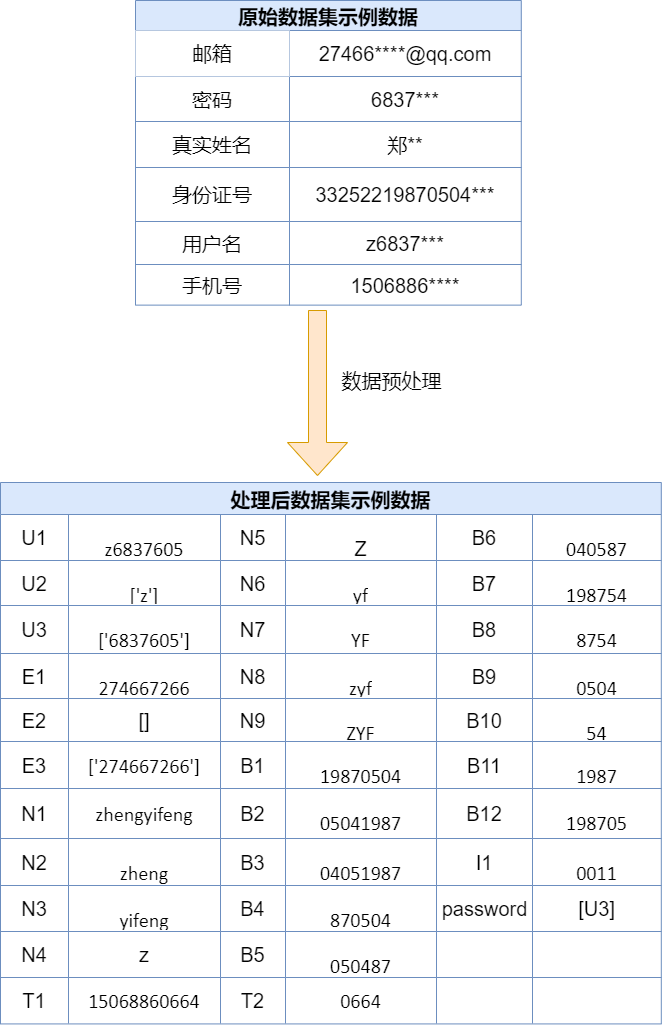 原始数据集示例数据
邮箱 27466****@qq.com
密码 6837***
真实姓名 郑**
身份证号 33252219870504***
用户名 z6837***
手机号 1506886****
数据预处理
处理后数据集示例数据
U1 z6837605 N5 Z B6 040587
U2 ['z'] N6 yf B7 198754
U3 ['6837605'] N7 YF B8 8754
E1 274667266 N8 zyf B9 0504
E2 [] N9 ZYF B10 54
E3 ['274667266'] B1 19870504 B11 1987
N1 zhengyifeng B2 05041987 B12 198705
N2 zheng B3 04051987 I1 0011
N3 yifeng B4 870504 password [U3]
N4 z B5 050487
T1 15068860664 T2 0664